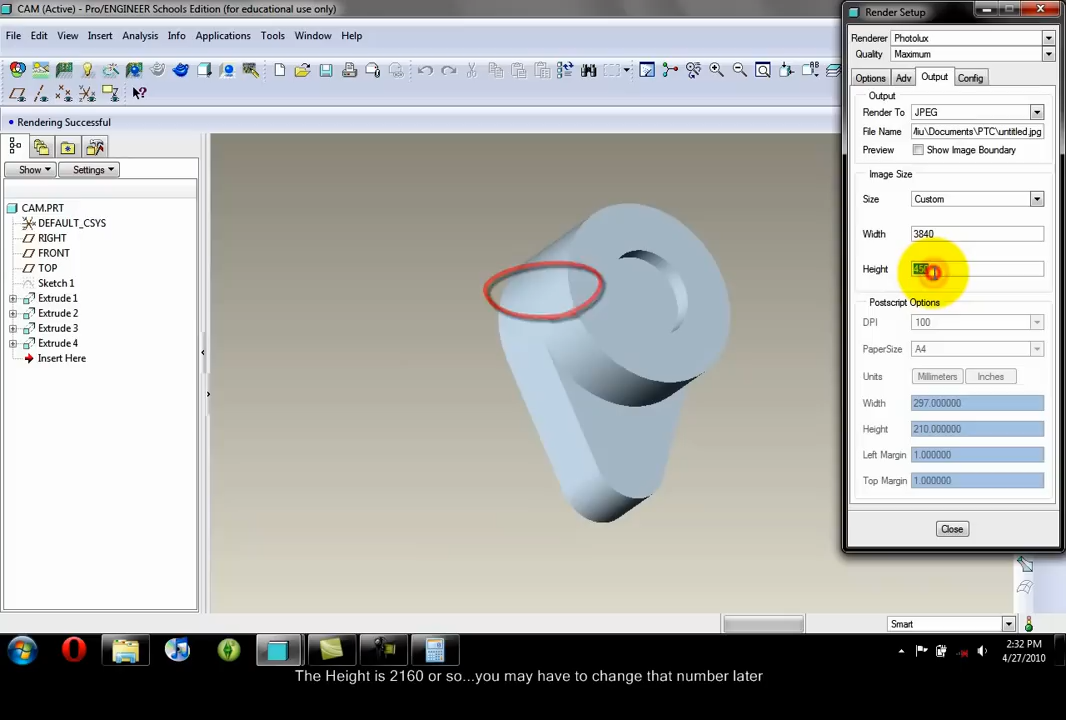 CAM (Active) - Pro/ENGINEER Schools Edition (for educational use only)
File Edit View Insert Analysis Info Applications Tools Window Help
Rendering Successful
Show Settings
CAM.PRT
DEFAULT_CSYS
RIGHT
FRONT
TOP
Sketch 1
Extrude 1
Extrude 2
Extrude 3
Extrude 4
Insert Here
Render Setup
Renderer Photolux
Quality Maximum
Options Adv Output Config
Output
Render To JPEG
File Name \Documents\PTC\untitled.jpg
Preview Show Image Boundary
Image Size
Size Custom
Width 3840
Height
Postscript Options
DPI 100
PaperSize A4
Units Millimeters Inches
Width 297.000000
Height 210.000000
Left Margin 1.000000
Top Margin 1.000000
Close
Smart
2:32 PM
4/27/2010
The Height is 2160 or so...you may have to change that number later